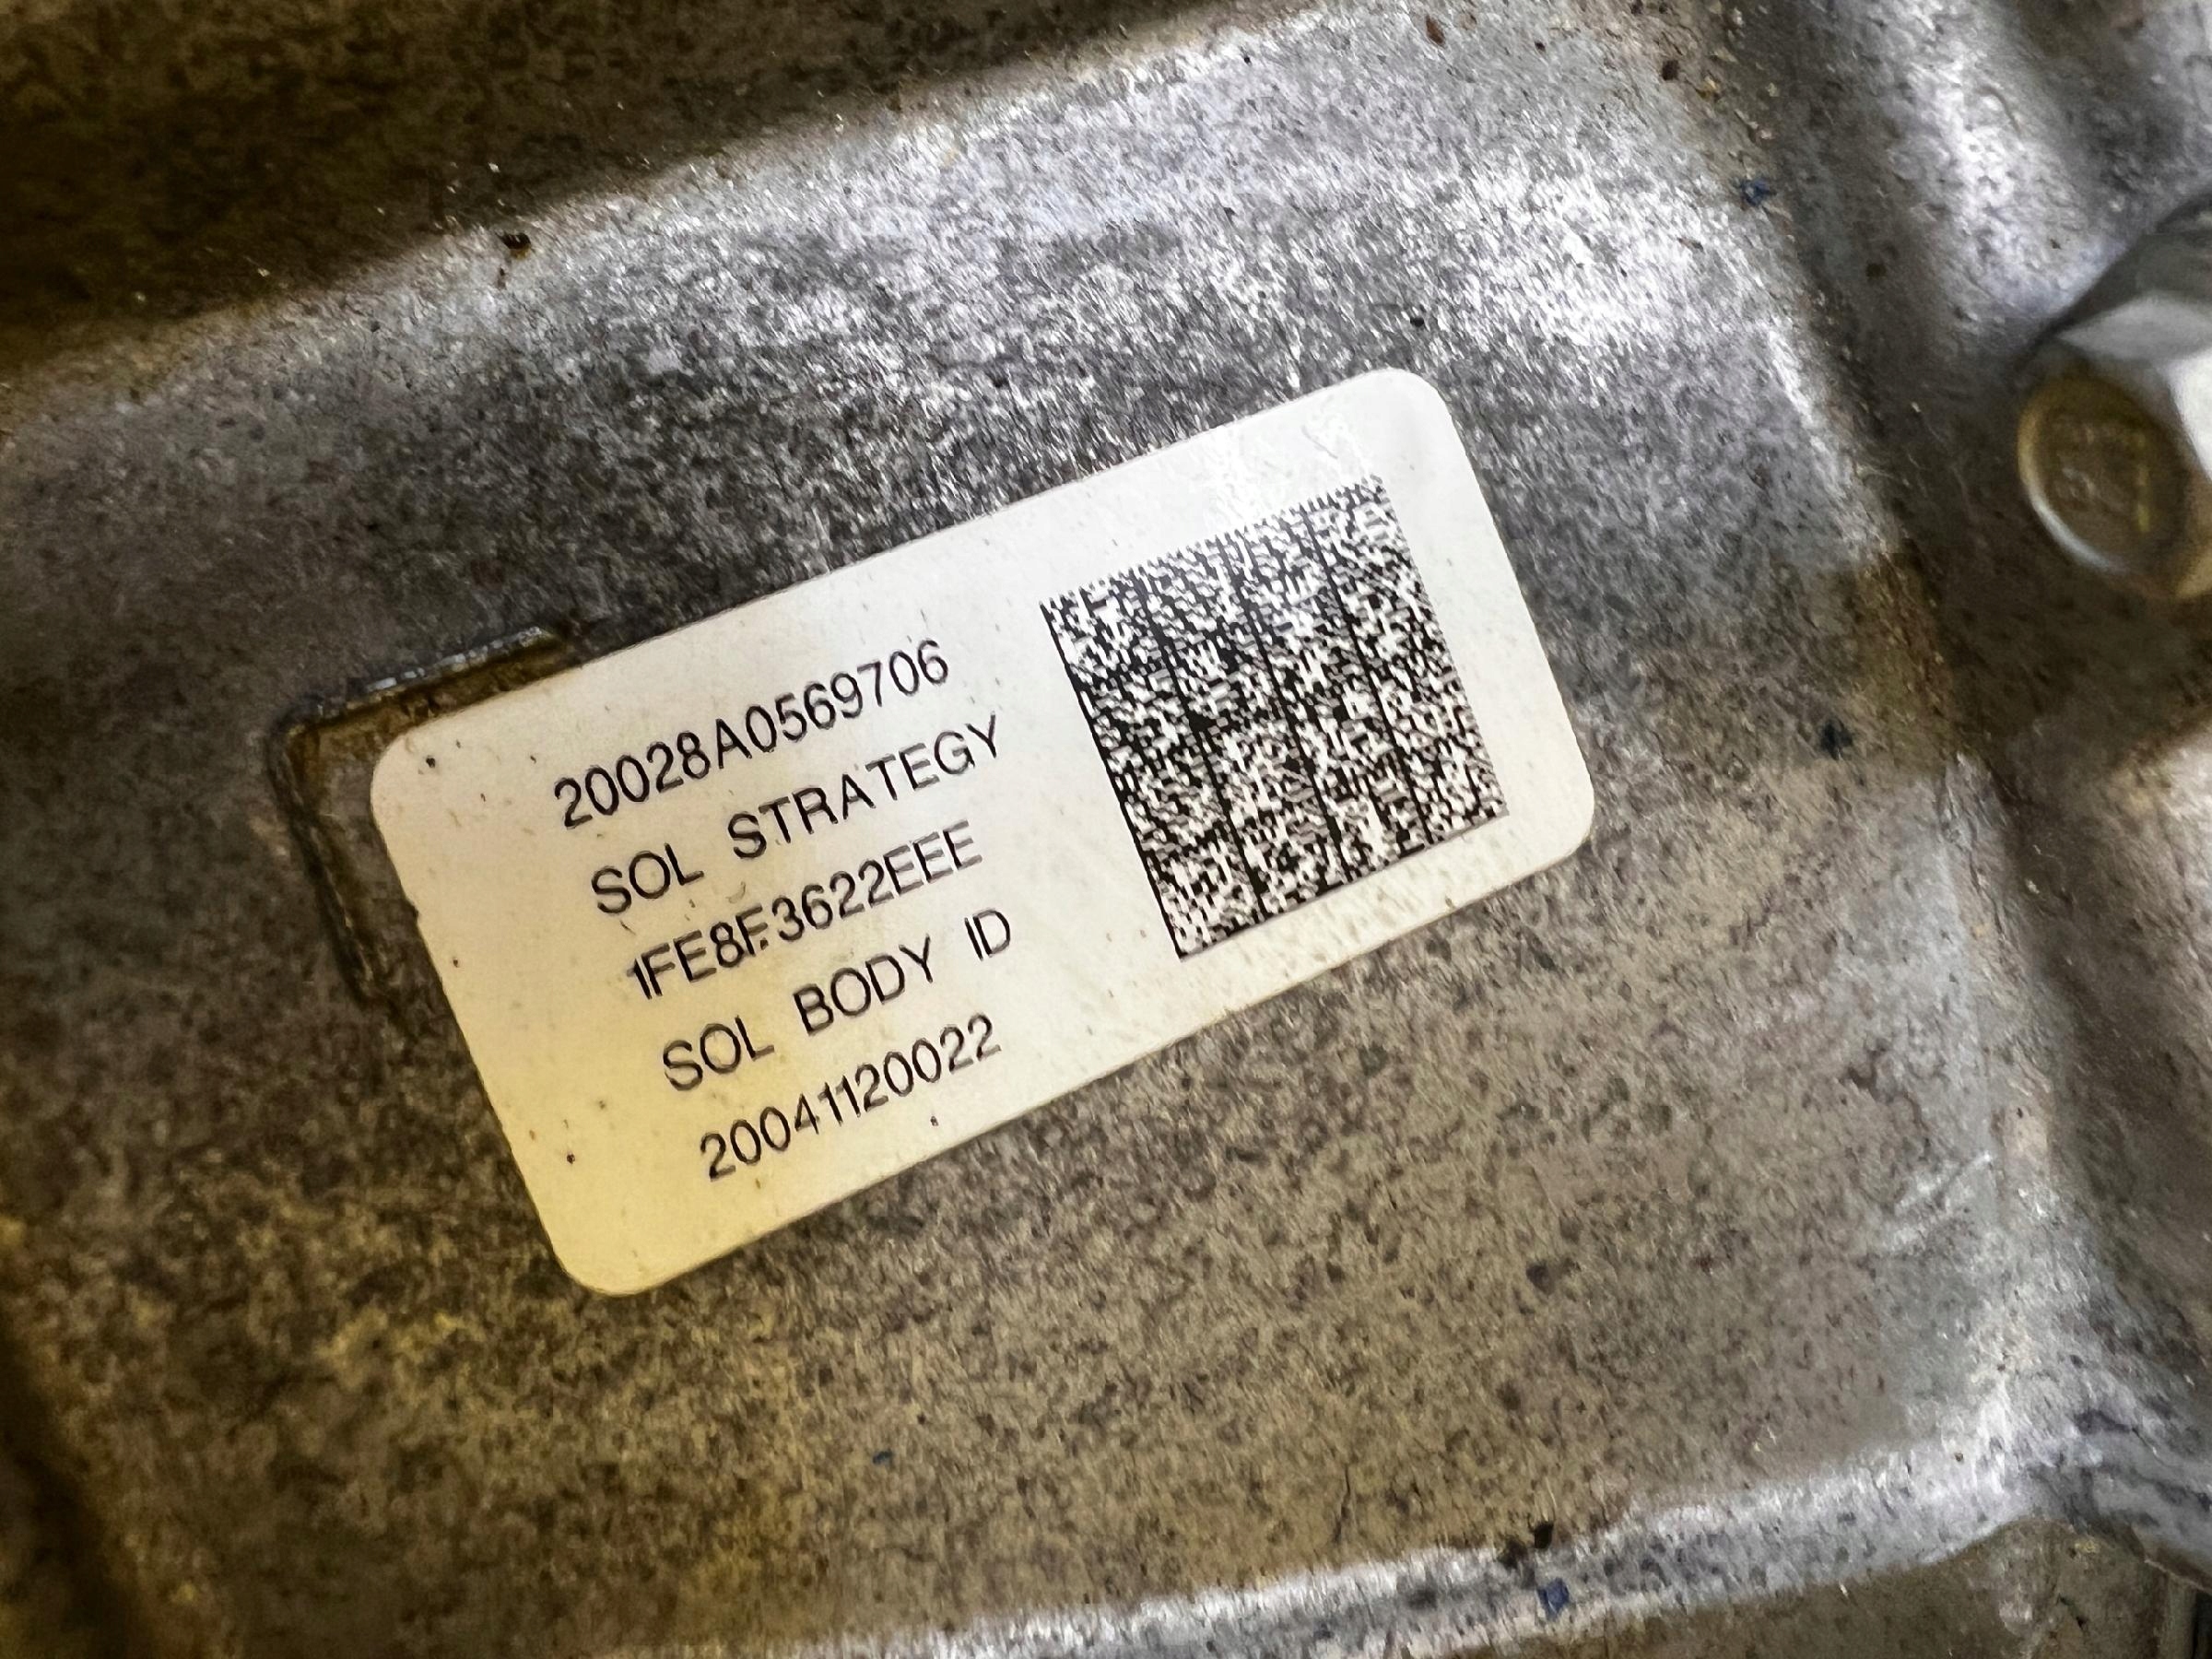 20028A0569706
SOL STRATEGY
1FE8F3622EEE
SOL BODY ID
20041120022